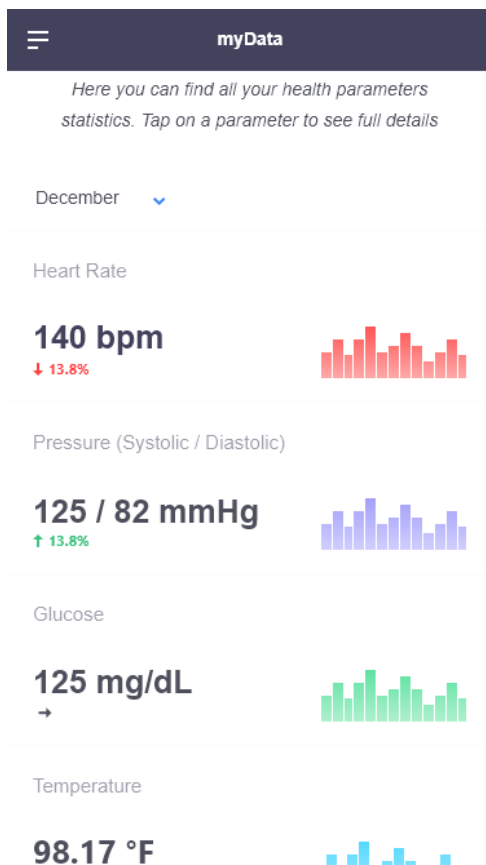 myData
Here you can find all your health parameters
statistics. Tap on a parameter to see full details
December
Heart Rate
140 bpm
↓ 13.8%
Pressure (Systolic / Diastolic)
125 / 82 mmHg
↑ 13.8%
Glucose
125 mg/dL
→
Temperature
98.17 °F